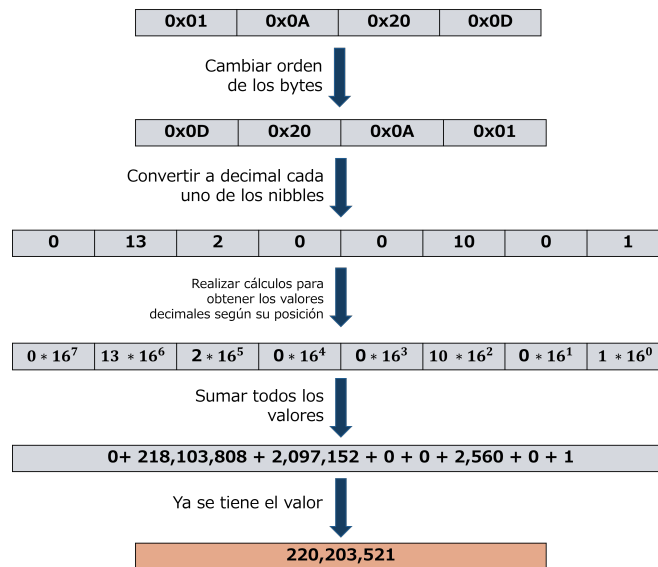 0x01 0x0A 0x20 0x0D
Cambiar orden
de los bytes
0x0D 0x20 0x0A 0x01
Convertir a decimal cada
uno de los nibbles
0 13 2 0 0 10 0 1
Realizar cálculos para
obtener los valores
decimales según su posición
0 * 16⁷ 13 * 16⁶ 2 * 16⁵ 0 * 16⁴ 0 * 16³ 10 * 16² 0 * 16¹ 1 * 16⁰
Sumar todos los
valores
0+ 218,103,808 + 2,097,152 + 0 + 0 + 2,560 + 0 + 1
Ya se tiene el valor
220,203,521